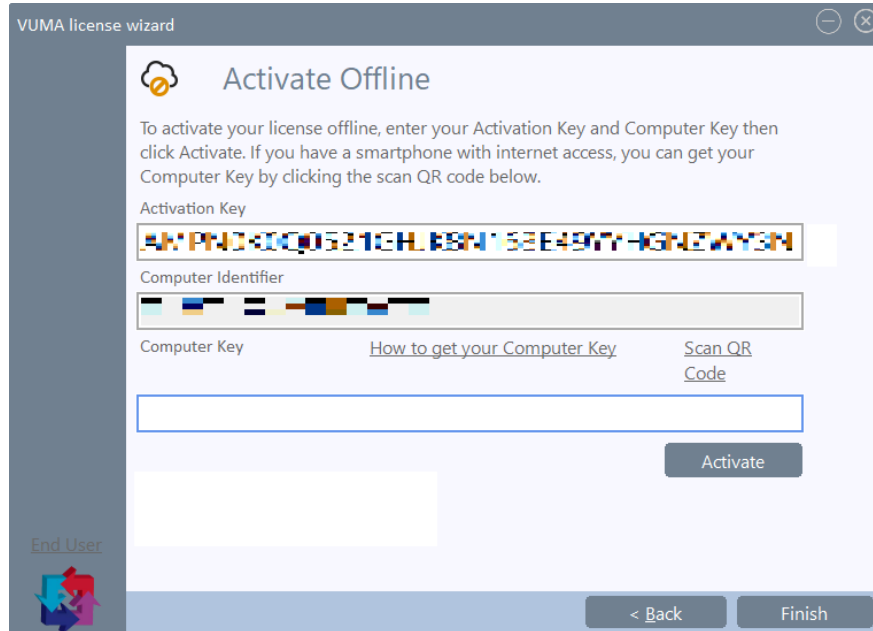 VUMA license wizard
Activate Offline
To activate your license offline, enter your Activation Key and Computer Key then
click Activate. If you have a smartphone with internet access, you can get your
Computer Key by clicking the scan QR code below.
Activation Key
Computer Identifier
Computer Key How to get your Computer Key Scan QR
Code
Activate
End User
< Back Finish